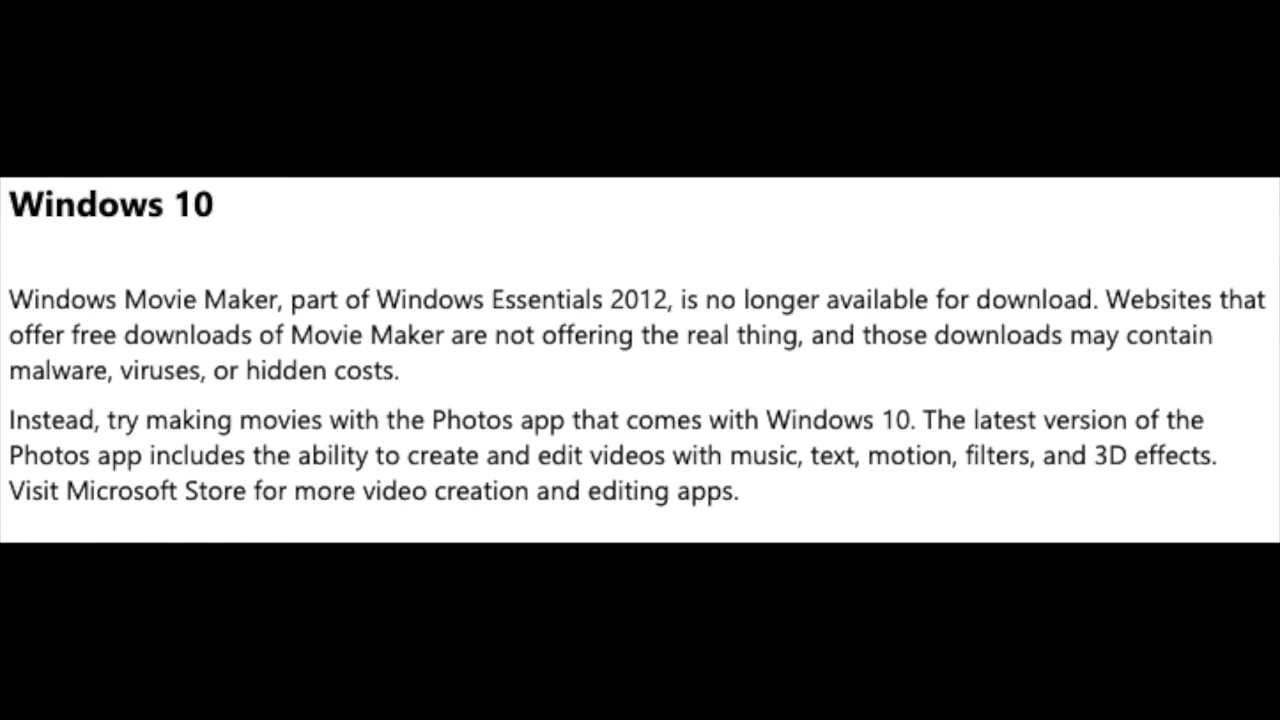 Windows 10
Windows Movie Maker, part of Windows Essentials 2012, is no longer available for download. Websites that
offer free downloads of Movie Maker are not offering the real thing, and those downloads may contain
malware, viruses, or hidden costs.
Instead, try making movies with the Photos app that comes with Windows 10. The latest version of the
Photos app includes the ability to create and edit videos with music, text, motion, filters, and 3D effects.
Visit Microsoft Store for more video creation and editing apps.